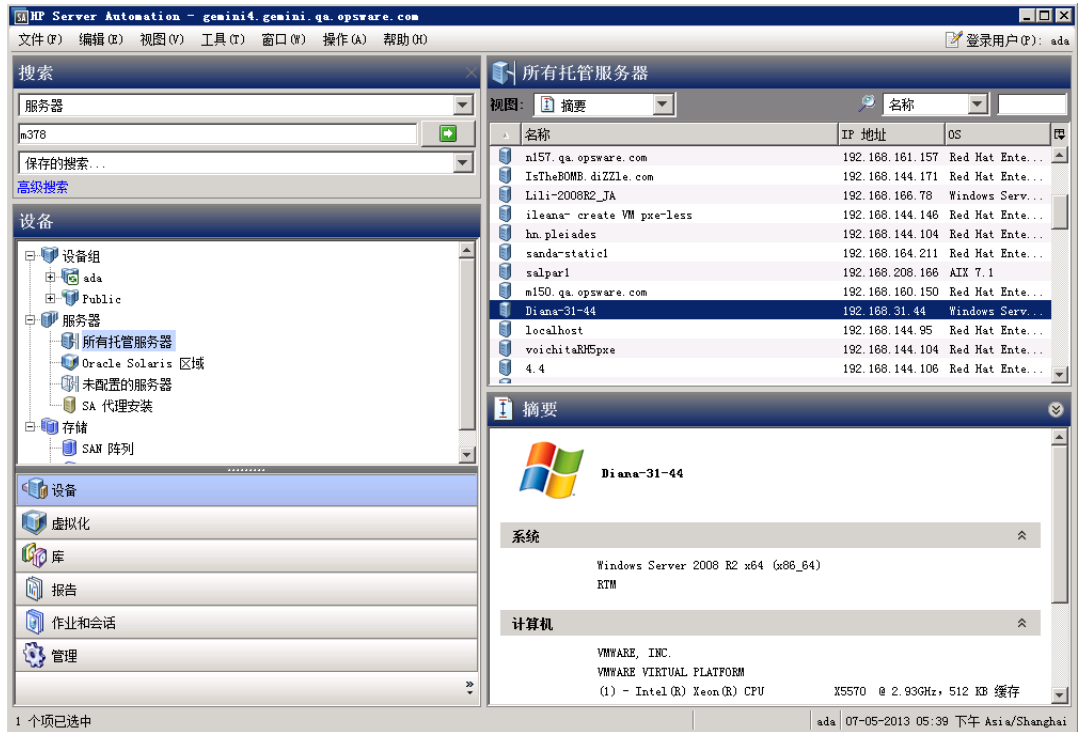 HP Server Automation - gemini4.gemini.qa.opsware.com
文件(F) 编辑(E) 视图(V) 工具(T) 窗口(W) 操作(A) 帮助(H) 登录用户(P): ada
搜索
服务器
m378
保存的搜索...
高级搜索
设备
设备组
ada
Public
服务器
所有托管服务器
Oracle Solaris 区域
未配置的服务器
SA 代理安装
存储
SAN 阵列
设备
虚拟化
库
报告
作业和会话
管理
所有托管服务器
视图: 摘要 名称
名称 IP 地址 OS
n157.qa.opsware.com 192.168.161.157 Red Hat Ente...
IsTheBOMB.diZZle.com 192.168.144.171 Red Hat Ente...
Lili-2008R2_JA 192.168.166.78 Windows Serv...
ileana- create VM pxe-less 192.168.144.146 Red Hat Ente...
hn.pleiades 192.168.144.104 Red Hat Ente...
sanda-static1 192.168.164.211 Red Hat Ente...
salpar1 192.168.208.166 AIX 7.1
m150.qa.opsware.com 192.168.160.150 Red Hat Ente...
Diana-31-44 192.168.31.44 Windows Serv...
localhost 192.168.144.95 Red Hat Ente...
voichitaRH5pxe 192.168.144.104 Red Hat Ente...
4.4 192.168.144.106 Red Hat Ente...
摘要
Diana-31-44
系统
Windows Server 2008 R2 x64 (x86_64)
RTM
计算机
VMWARE, INC.
VMWARE VIRTUAL PLATFORM
(1) - Intel(R) Xeon(R) CPU X5570 @ 2.93GHz, 512 KB 缓存
1 个项已选中 ada 07-05-2013 05:39 下午 Asia/Shanghai